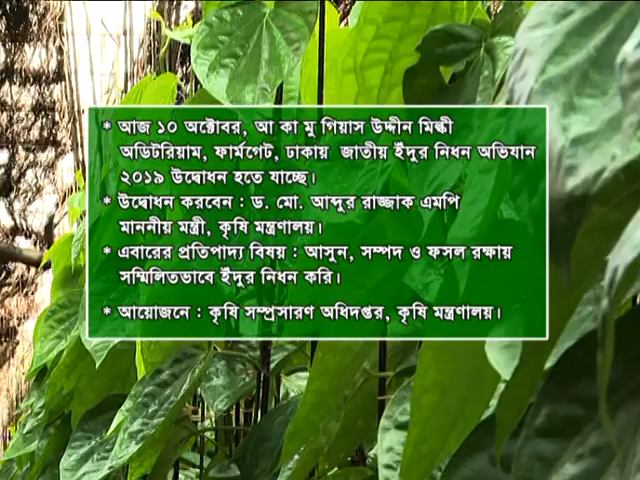 * আজ ১০ অক্টোবর, আ কা মু গিয়াস উদ্দীন মিল্কী
অডিটরিয়াম, ফার্মগেট, ঢাকায় জাতীয় ইঁদুর নিধন অভিযান
২০১৯ উদ্বোধন হতে যাচ্ছে।
* উদ্বোধন করবেন : ড. মো. আব্দুর রাজ্জাক এমপি
মাননীয় মন্ত্রী, কৃষি মন্ত্রণালয়।
* এবারের প্রতিপাদ্য বিষয় : আসুন, সম্পদ ও ফসল রক্ষায়
সম্মিলিতভাবে ইঁদুর নিধন করি।
* আয়োজনে : কৃষি সম্প্রসারণ অধিদপ্তর, কৃষি মন্ত্রণালয়।